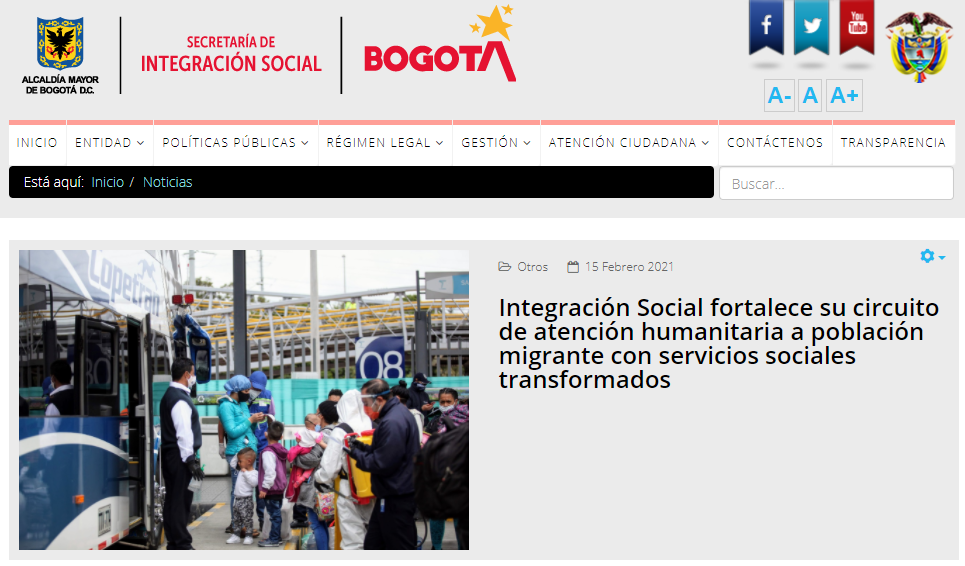 ALCALDÍA MAYOR
DE BOGOTÁ D.C.
SECRETARÍA DE
INTEGRACIÓN SOCIAL
BOGOTÁ
f
You
Tube
A- A A+
INICIO ENTIDAD POLÍTICAS PÚBLICAS RÉGIMEN LEGAL GESTIÓN ATENCIÓN CIUDADANA CONTÁCTENOS TRANSPARENCIA
Está aquí: Inicio / Noticias
Buscar...
Copetran
08
Otros 15 Febrero 2021
Integración Social fortalece su circuito
de atención humanitaria a población
migrante con servicios sociales
transformados